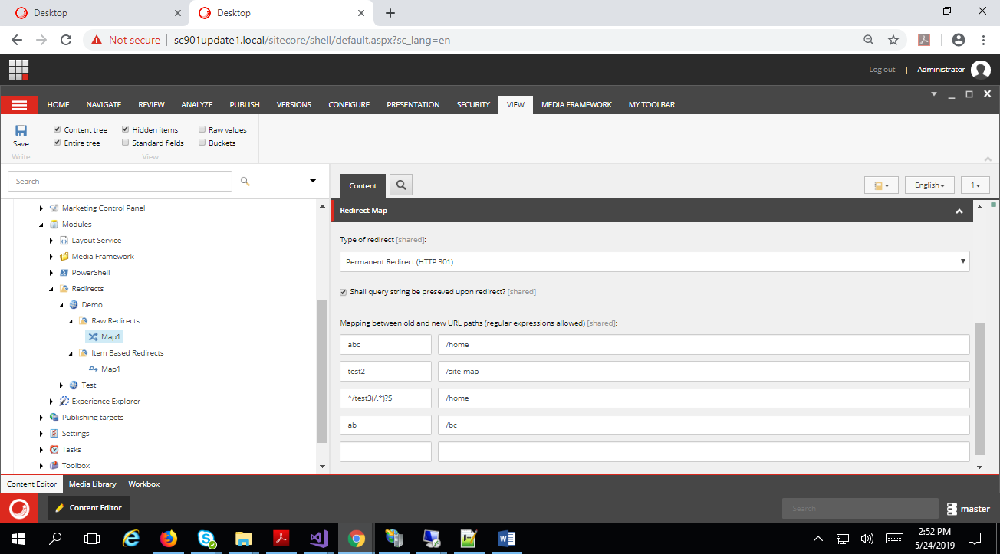 Desktop
Desktop
Not secure | sc901update1.local/sitecore/shell/default.aspx?sc_lang=en
Log out | Administrator
HOME NAVIGATE REVIEW ANALYZE PUBLISH VERSIONS CONFIGURE PRESENTATION SECURITY VIEW MEDIA FRAMEWORK MY TOOLBAR
Content tree Hidden items Raw values
Save Entire tree Standard fields Buckets
Write View
Search
Content
English 1
Marketing Control Panel
Modules
Layout Service
Media Framework
PowerShell
Redirects
Demo
Raw Redirects
Map1
Item Based Redirects
Map1
Test
Experience Explorer
Publishing targets
Settings
Tasks
Toolbox
Redirect Map
Type of redirect [shared]:
Permanent Redirect (HTTP 301)
Shall query string be preseved upon redirect? [shared]
Mapping between old and new URL paths (regular expressions allowed) [shared]:
abc /home
test2 /site-map
^/test3(/.*)?$ /home
ab /bc
Content Editor Media Library Workbox
Content Editor Search master
2:52 PM
5/24/2019